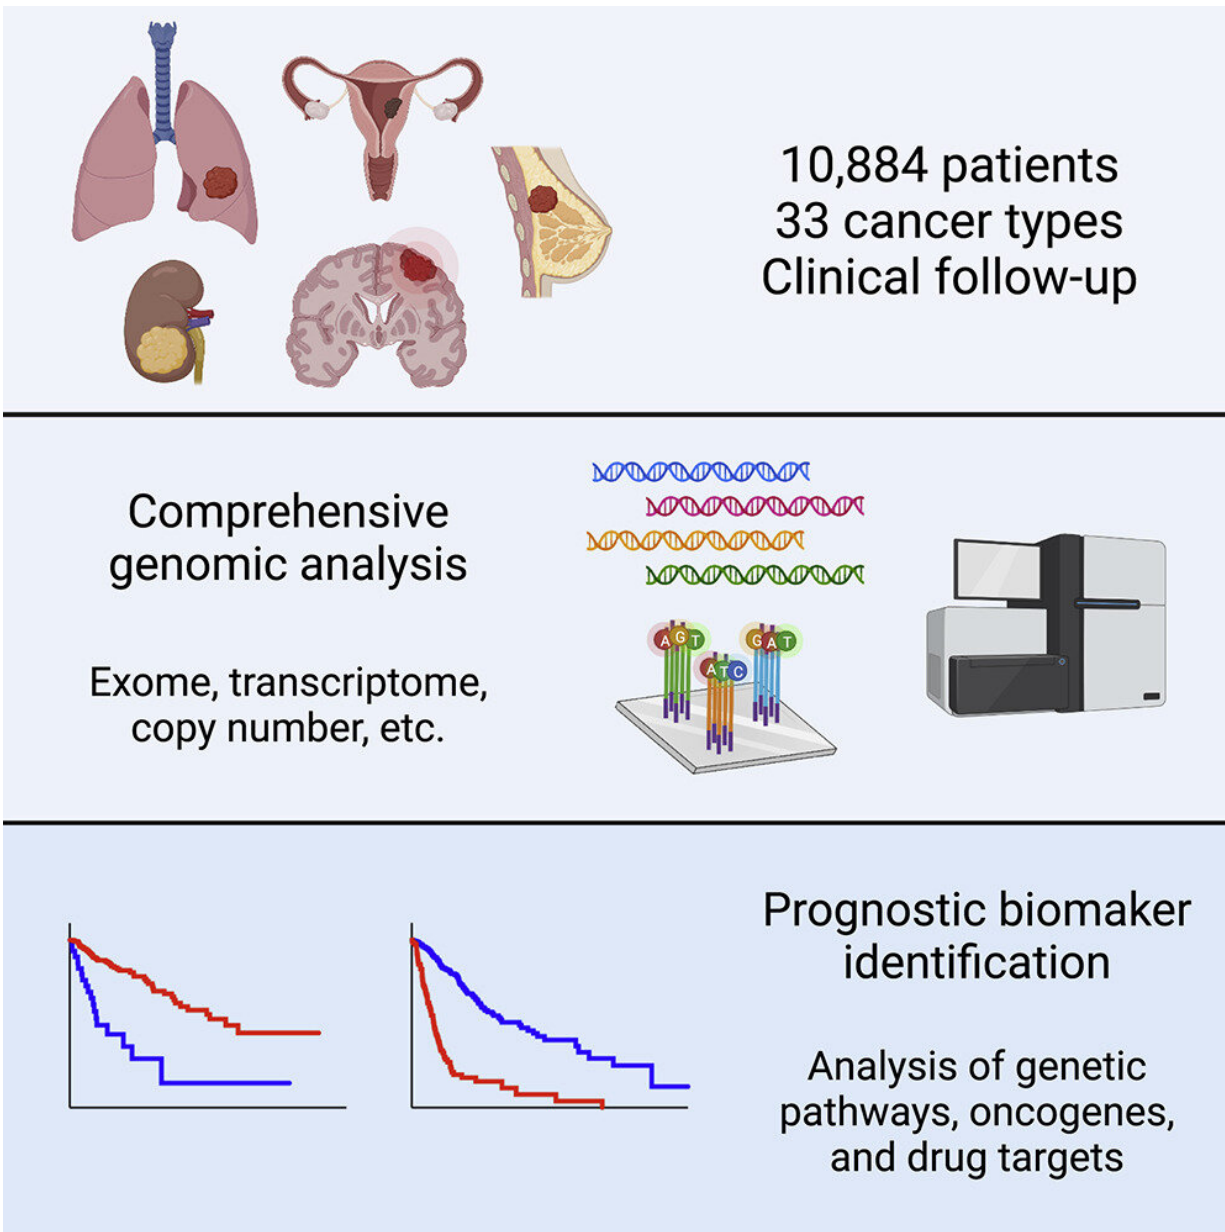 10,884 patients
33 cancer types
Clinical follow-up
Comprehensive
genomic analysis
Exome, transcriptome,
copy number, etc.
A G T
A T C
G A T
Prognostic biomaker
identification
Analysis of genetic
pathways, oncogenes,
and drug targets